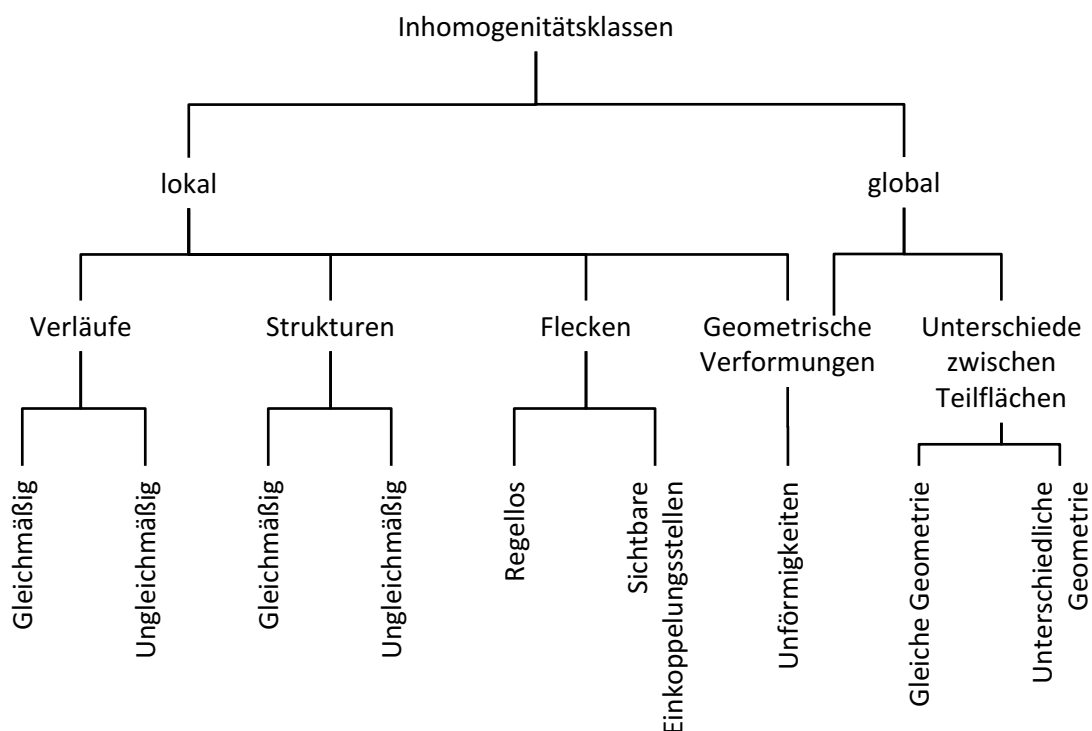 Inhomogenitätsklassen
lokal
global
Verläufe
Strukturen
Flecken
Geometrische
Verformungen
Unterschiede
zwischen
Teilflächen
Gleichmäßig
Ungleichmäßig
Gleichmäßig
Ungleichmäßig
Regellos
Sichtbare
Einkoppelungsstellen
Unförmigkeiten
Gleiche Geometrie
Unterschiedliche
Geometrie